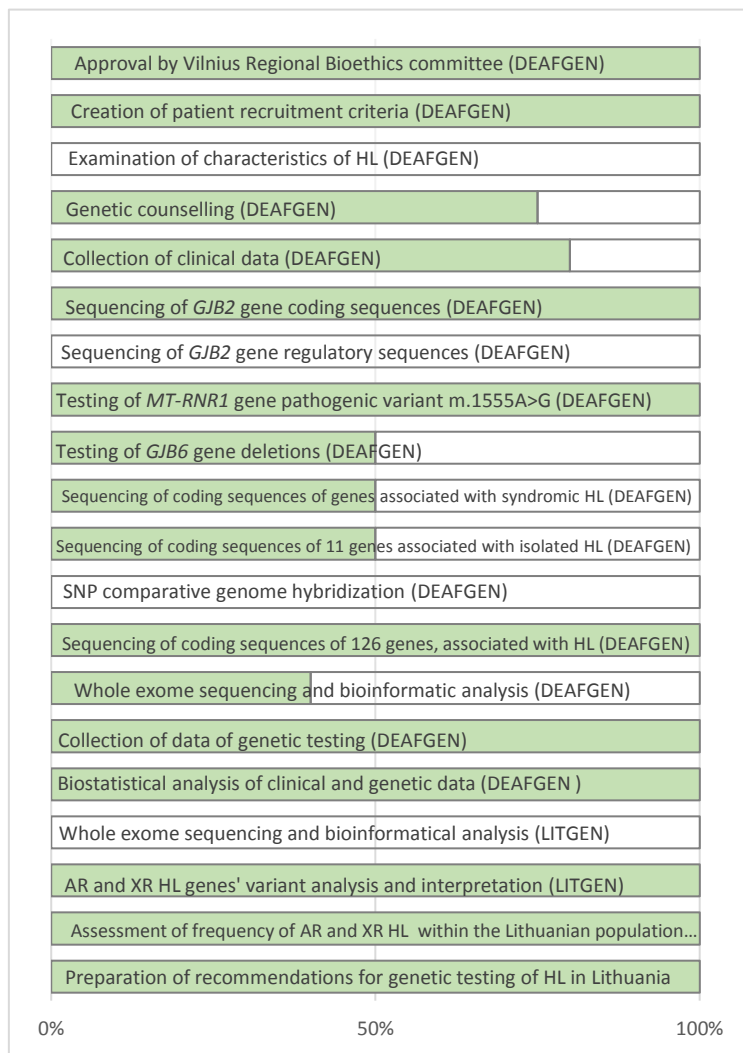 Approval by Vilnius Regional Bioethics committee (DEAFGEN)
Creation of patient recruitment criteria (DEAFGEN)
Examination of characteristics of HL (DEAFGEN)
Genetic counselling (DEAFGEN)
Collection of clinical data (DEAFGEN)
Sequencing of GJB2 gene coding sequences (DEAFGEN)
Sequencing of GJB2 gene regulatory sequences (DEAFGEN)
Testing of MT-RNR1 gene pathogenic variant m.1555A>G (DEAFGEN)
Testing of GJB6 gene deletions (DEAFGEN)
Sequencing of coding sequences of genes associated with syndromic HL (DEAFGEN)
Sequencing of coding sequences of 11 genes associated with isolated HL (DEAFGEN)
SNP comparative genome hybridization (DEAFGEN)
Sequencing of coding sequences of 126 genes, associated with HL (DEAFGEN)
Whole exome sequencing and bioinformatic analysis (DEAFGEN)
Collection of data of genetic testing (DEAFGEN)
Biostatistical analysis of clinical and genetic data (DEAFGEN )
Whole exome sequencing and bioinformatical analysis (LITGEN)
AR and XR HL genes' variant analysis and interpretation (LITGEN)
Assessment of frequency of AR and XR HL within the Lithuanian population...
Preparation of recommendations for genetic testing of HL in Lithuania
0% 50% 100%